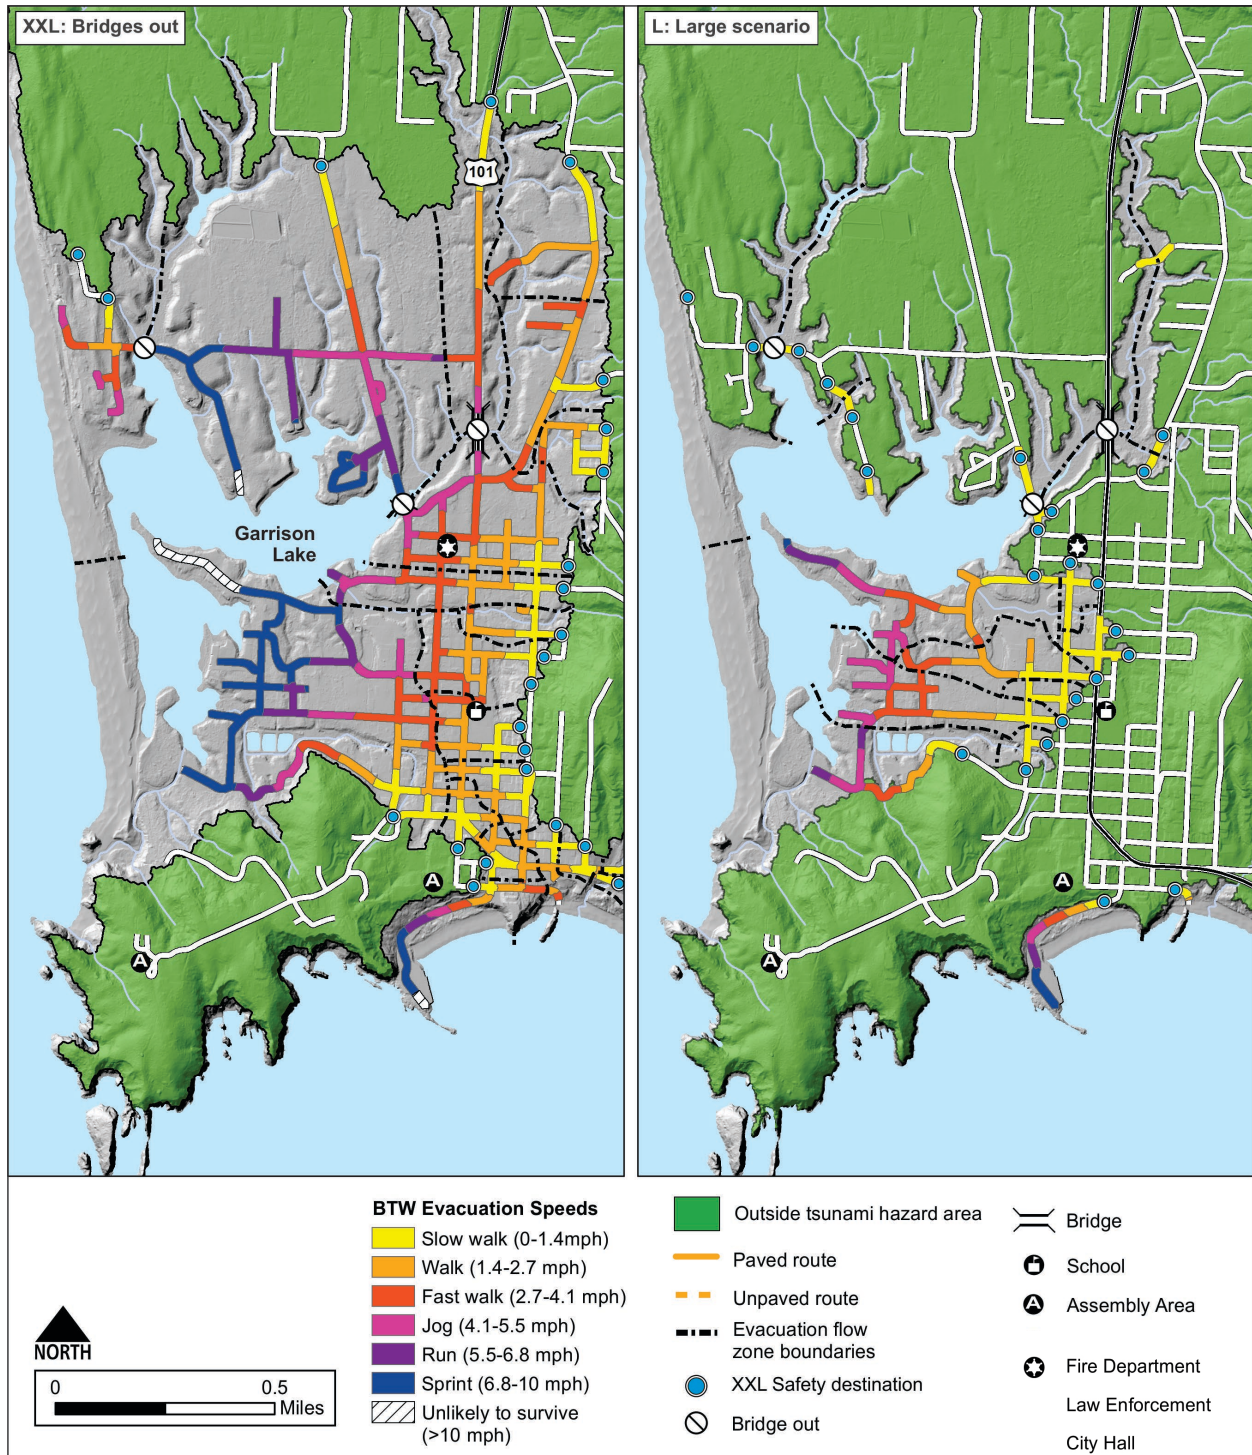 XXL: Bridges out
L: Large scenario
101
Garrison
Lake
A
A
A
A
BTW Evacuation Speeds
Slow walk (0-1.4mph)
Walk (1.4-2.7 mph)
Fast walk (2.7-4.1 mph)
Jog (4.1-5.5 mph)
Run (5.5-6.8 mph)
Sprint (6.8-10 mph)
Unlikely to survive
(>10 mph)
NORTH
0 0.5
Miles
Outside tsunami hazard area
Paved route
Unpaved route
Evacuation flow
zone boundaries
XXL Safety destination
Bridge out
Bridge
School
A Assembly Area
Fire Department
Law Enforcement
City Hall